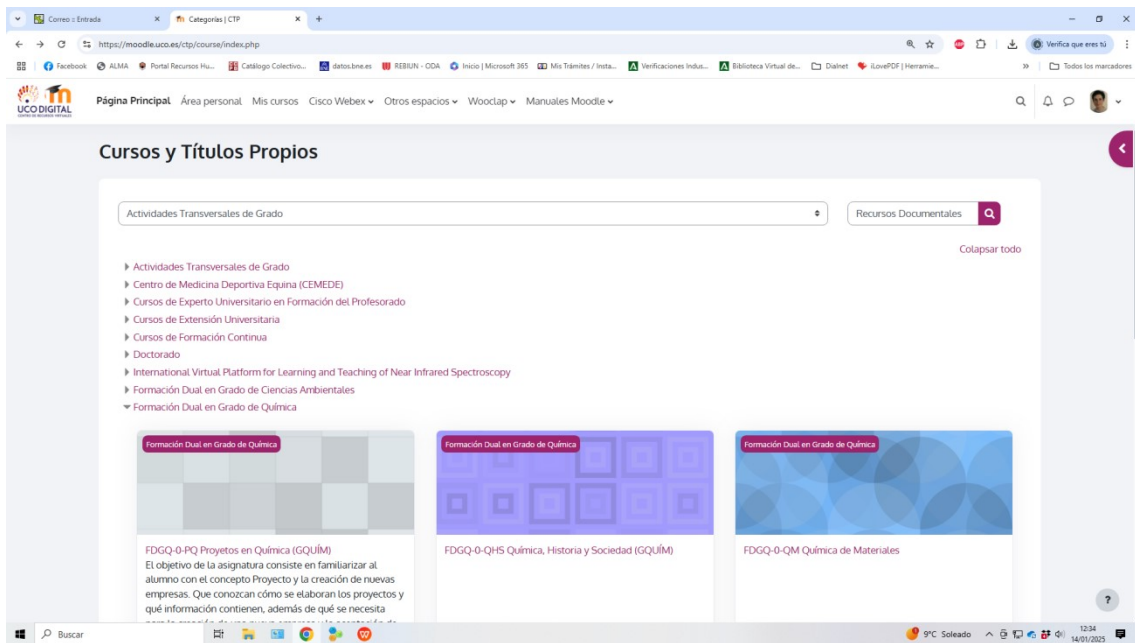 Correo :: Entrada
Categorías | CTP
https://moodle.uco.es/ctp/course/index.php
Verifica que eres tú
Facebook
ALMA
Portal Recursos Hu...
Catálogo Colectivo...
datos.bne.es
REBIUN - ODA
Inicio | Microsoft 365
Mis Trámites / Insta...
Verificaciones Indus...
Biblioteca Virtual de...
Dialnet
iLovePDF | Herramie...
Todos los marcadores
UCO DIGITAL
Página Principal
Área personal
Mis cursos
Cisco Webex
Otros espacios
Wooclap
Manuales Moodle
Cursos y Títulos Propios
Actividades Transversales de Grado
Recursos Documentales
Colapsar todo
Actividades Transversales de Grado
Centro de Medicina Deportiva Equina (CEMEDE)
Cursos de Experto Universitario en Formación del Profesorado
Cursos de Extensión Universitaria
Cursos de Formación Continua
Doctorado
International Virtual Platform for Learning and Teaching of Near Infrared Spectroscopy
Formación Dual en Grado de Ciencias Ambientales
Formación Dual en Grado de Química
Formación Dual en Grado de Química
Formación Dual en Grado de Química
Formación Dual en Grado de Química
FDGQ-0-PQ Proyetos en Química (GQUÍM)
El objetivo de la asignatura consiste en familiarizar al
alumno con el concepto Proyecto y la creación de nuevas
empresas. Que conozcan cómo se elaboran los proyectos y
qué información contienen, además de qué se necesita
FDGQ-0-QHS Química, Historia y Sociedad (GQUÍM)
FDGQ-0-QM Química de Materiales
?
Buscar
9°C Soleado
12:34
14/01/2025